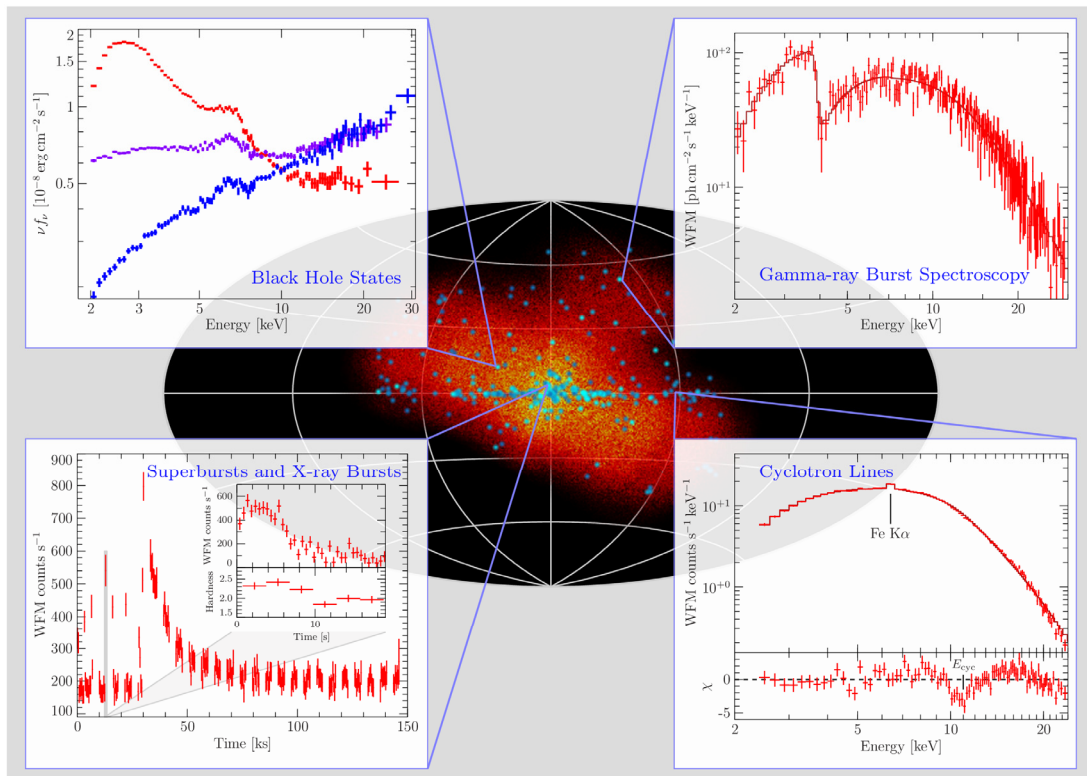 2
1.5
1
0.5
νfν [10−8 erg cm−2 s−1]
Black Hole States
2 3 5 10 20 30
Energy [keV]
10+2
10+1
WFM [ph cm−2 s−1 keV−1]
Gamma-ray Burst Spectroscopy
2 5 10 20
Energy [keV]
Superbursts and X-ray Bursts
900
800
700
600
500
400
300
200
100
WFM counts s−1
0 50 100 150
Time [ks]
600
400
200
0
WFM counts s−1
2.5
2.0
1.5
Hardness
0 10
Time [s]
Cyclotron Lines
10+1
10+0
WFM counts s−1 keV−1
Fe Kα
Ecyc
0
-5
χ
2 5 10 20
Energy [keV]